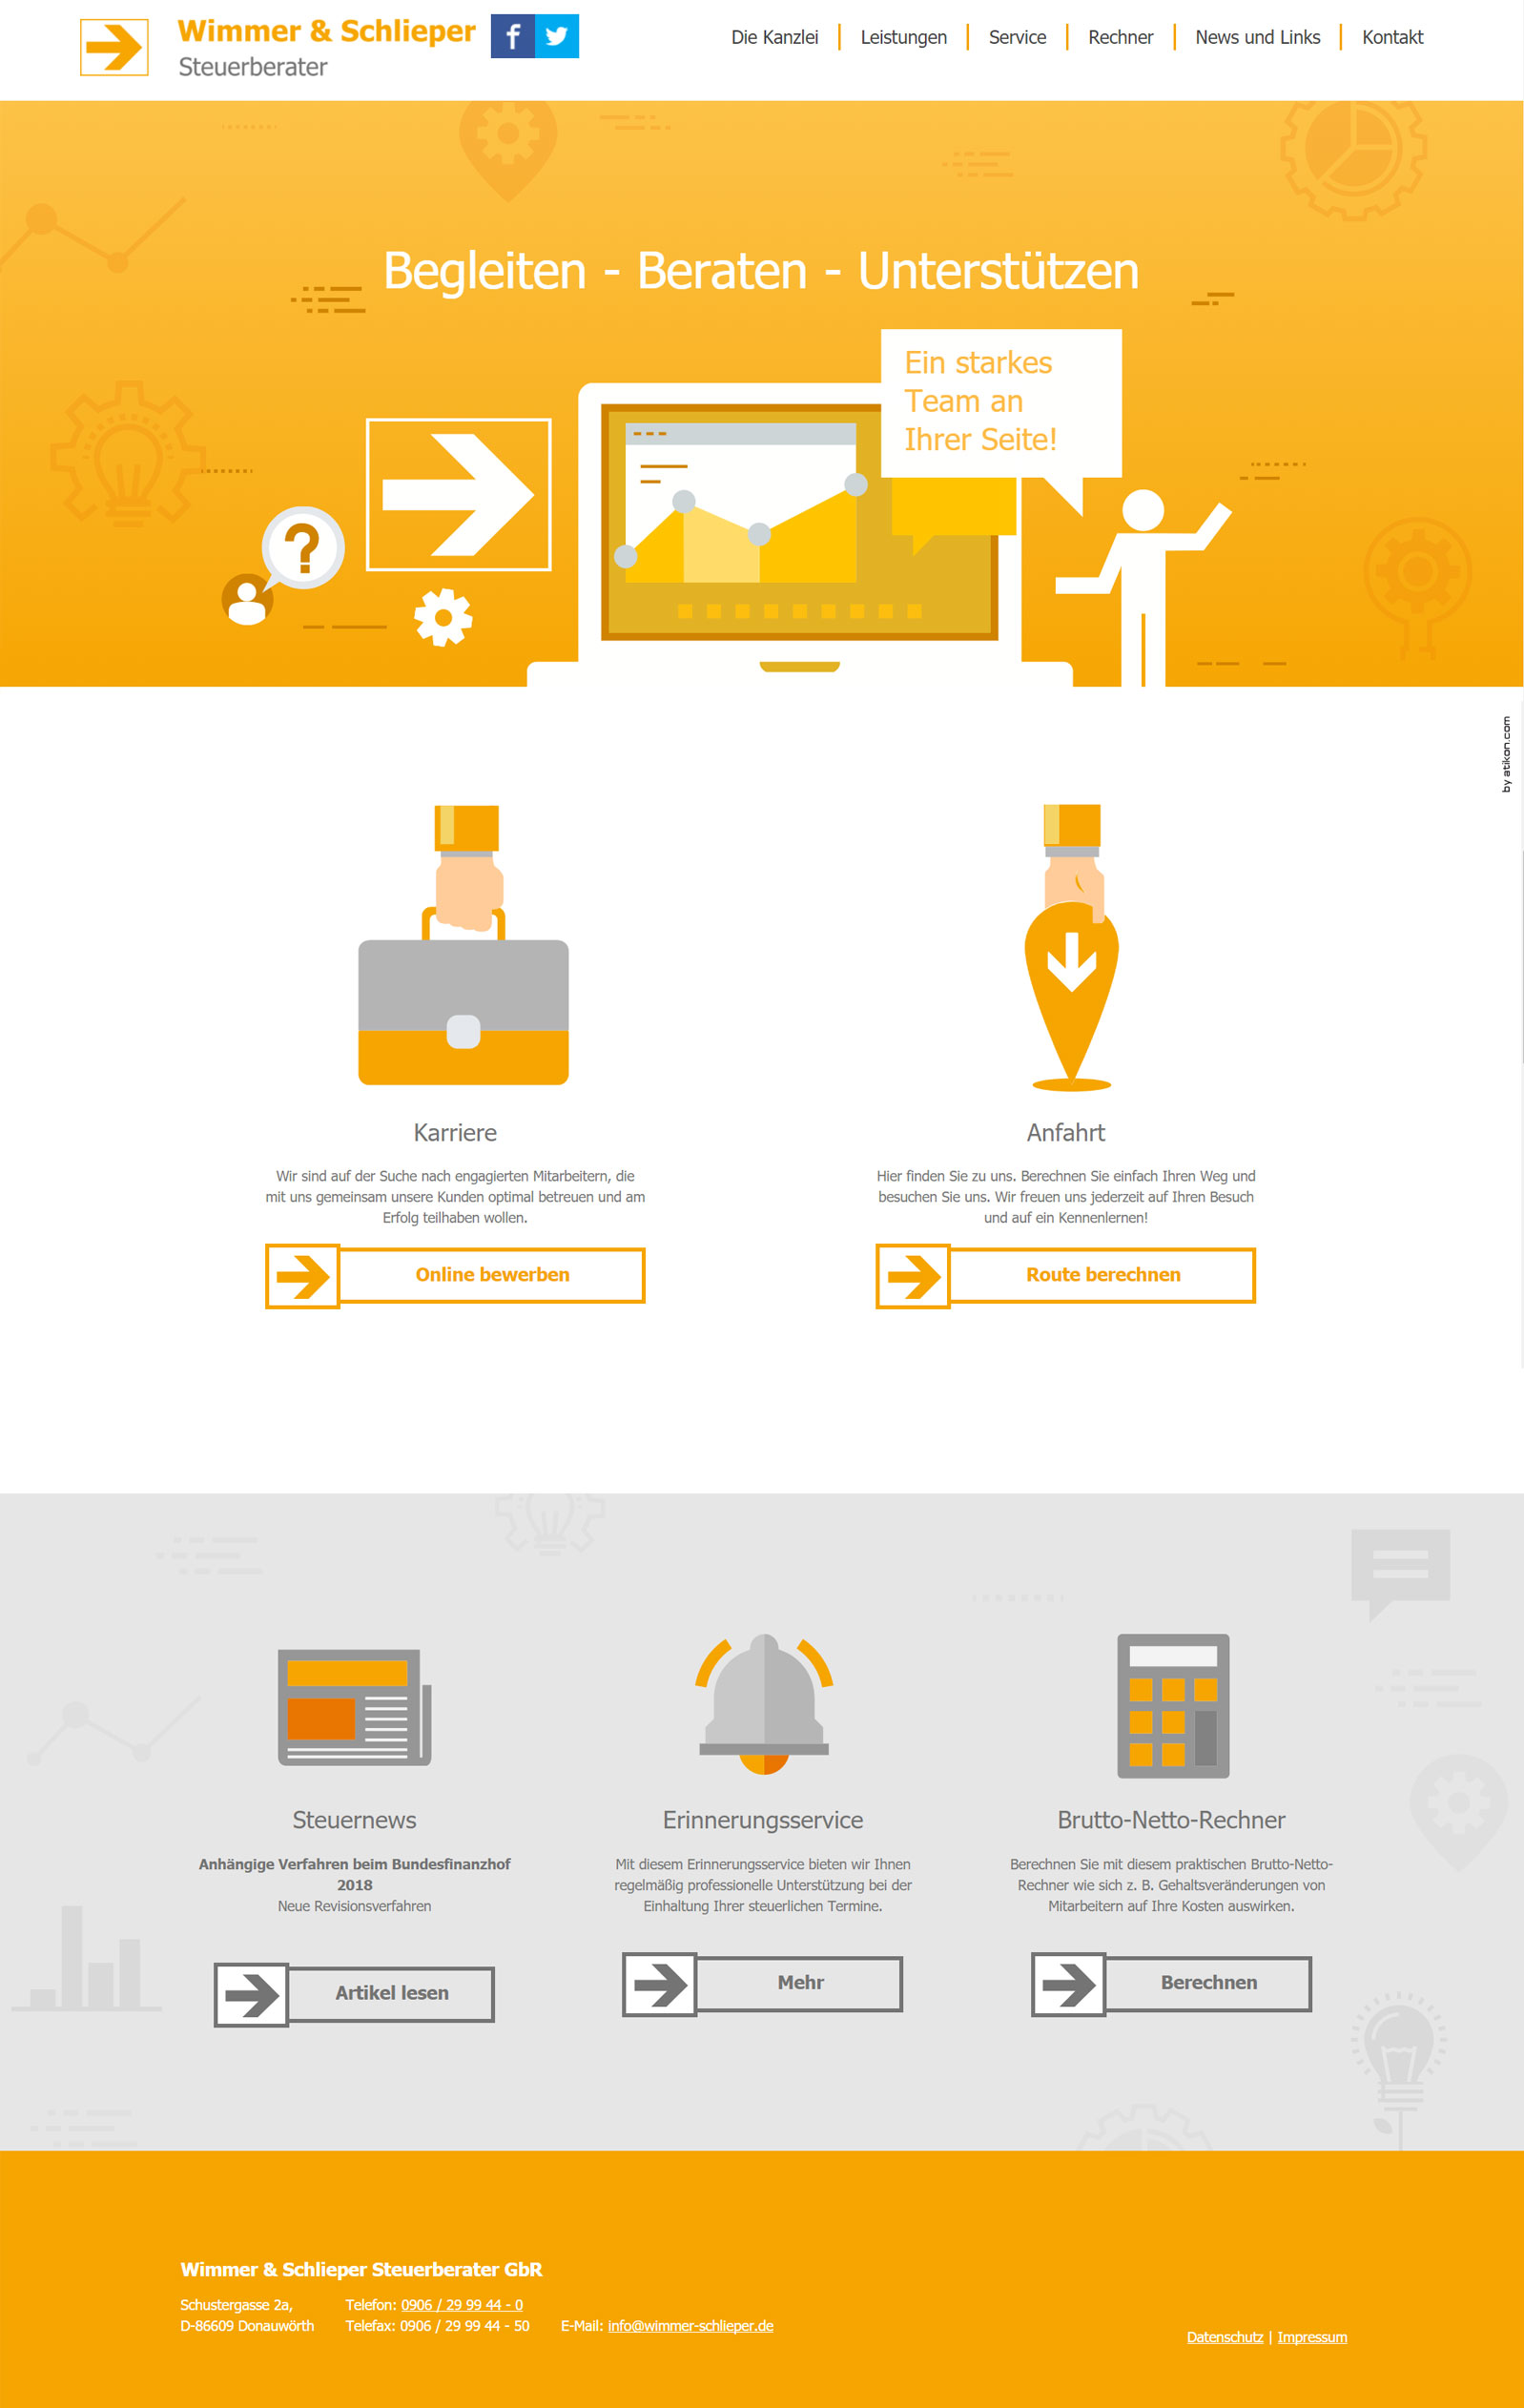 Wimmer & Schlieper
Steuerberater
Die Kanzlei
Leistungen
Service
Rechner
News und Links
Kontakt
Begleiten - Beraten - Unterstützen
Ein starkes
Team an
Ihrer Seite!
?
by atikon.com
Karriere
Wir sind auf der Suche nach engagierten Mitarbeitern, die
mit uns gemeinsam unsere Kunden optimal betreuen und am
Erfolg teilhaben wollen.
Online bewerben
Anfahrt
Hier finden Sie zu uns. Berechnen Sie einfach Ihren Weg und
besuchen Sie uns. Wir freuen uns jederzeit auf Ihren Besuch
und auf ein Kennenlernen!
Route berechnen
Steuernews
Anhängige Verfahren beim Bundesfinanzhof
2018
Neue Revisionsverfahren
Artikel lesen
Erinnerungsservice
Mit diesem Erinnerungsservice bieten wir Ihnen
regelmäßig professionelle Unterstützung bei der
Einhaltung Ihrer steuerlichen Termine.
Mehr
Brutto-Netto-Rechner
Berechnen Sie mit diesem praktischen Brutto-Netto-
Rechner wie sich z. B. Gehaltsveränderungen von
Mitarbeitern auf Ihre Kosten auswirken.
Berechnen
Wimmer & Schlieper Steuerberater GbR
Schustergasse 2a,
D-86609 Donauwörth
Telefon: 0906 / 29 99 44 - 0
Telefax: 0906 / 29 99 44 - 50
E-Mail: info@wimmer-schlieper.de
Datenschutz | Impressum